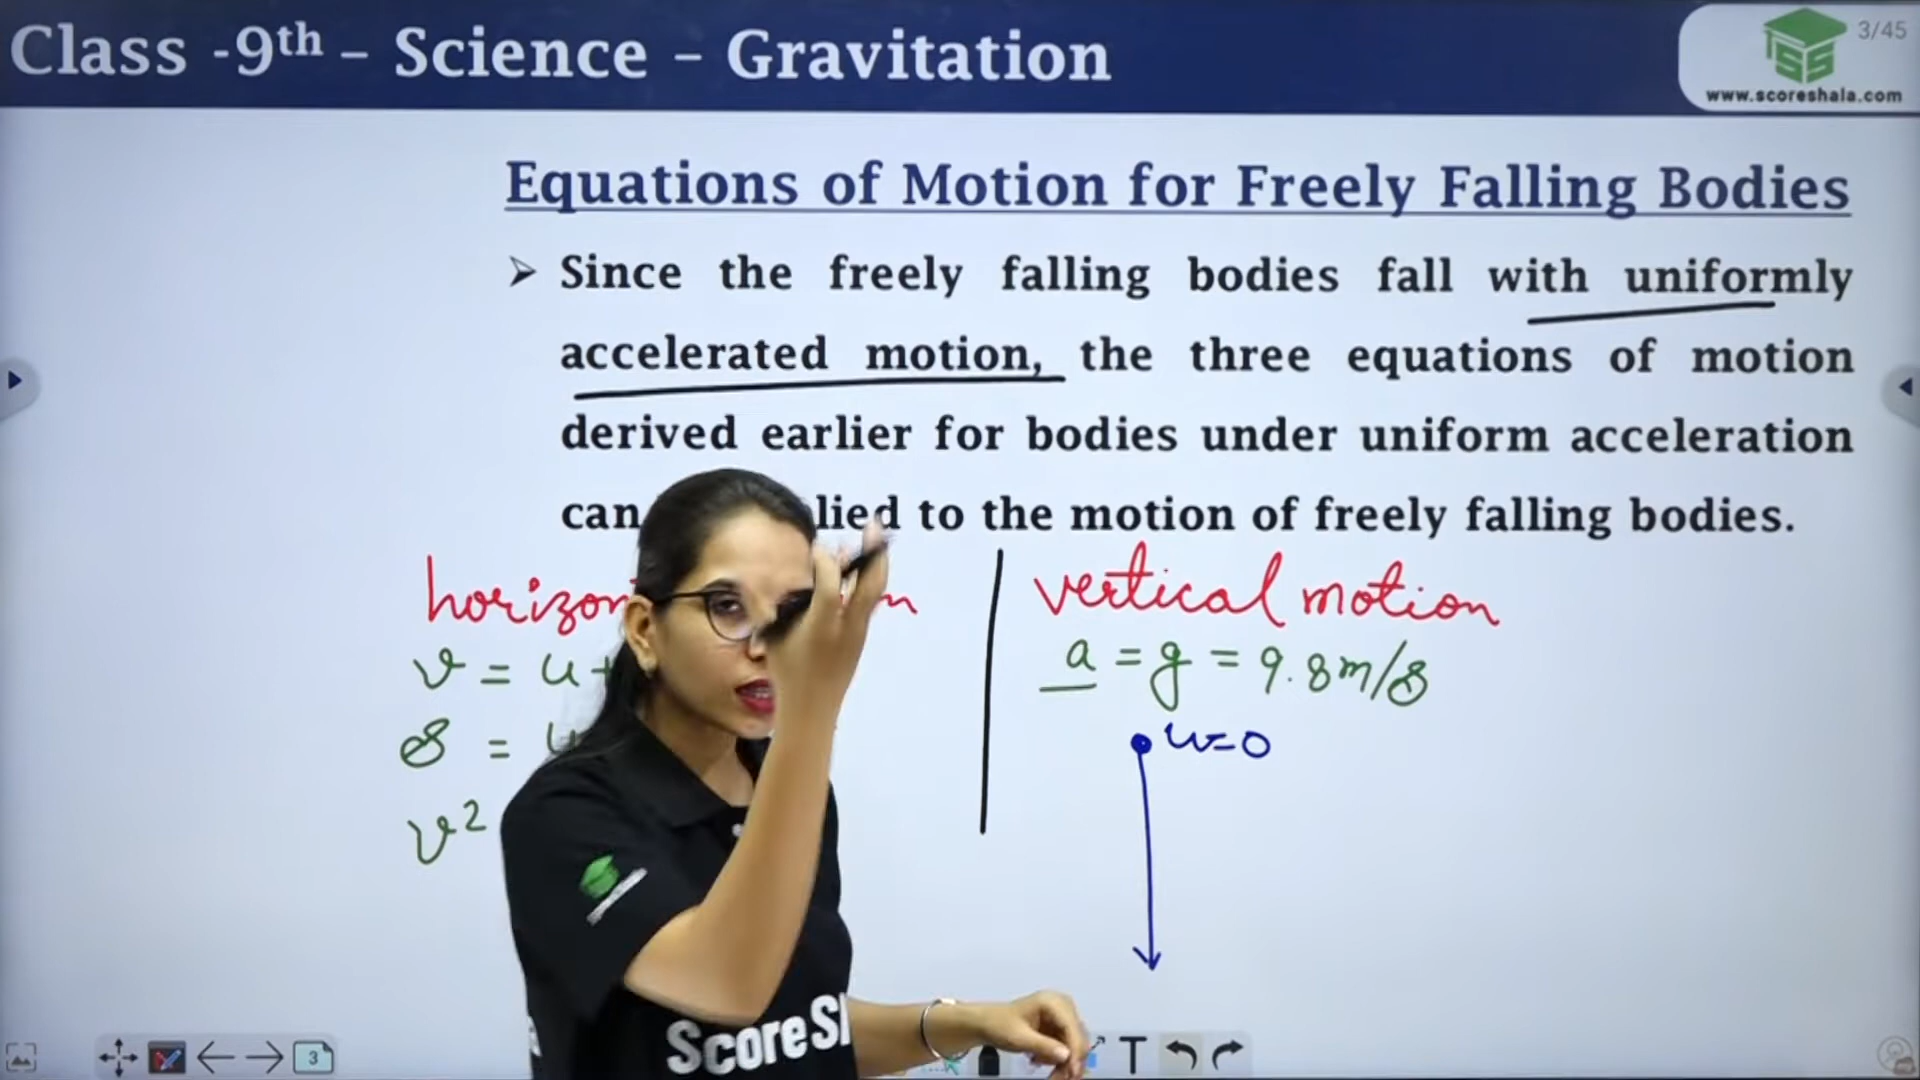 Class -9th – Science – Gravitation
3/45
www.scoreshala.com
Equations of Motion for Freely Falling Bodies
➤ Since the freely falling bodies fall with uniformly
accelerated motion, the three equations of motion
derived earlier for bodies under uniform acceleration
can to the motion of freely falling bodies.
vertical motion
v = u+
a = g = 9.8m/s
s = u
u=0
v2
ScoreS
3
T